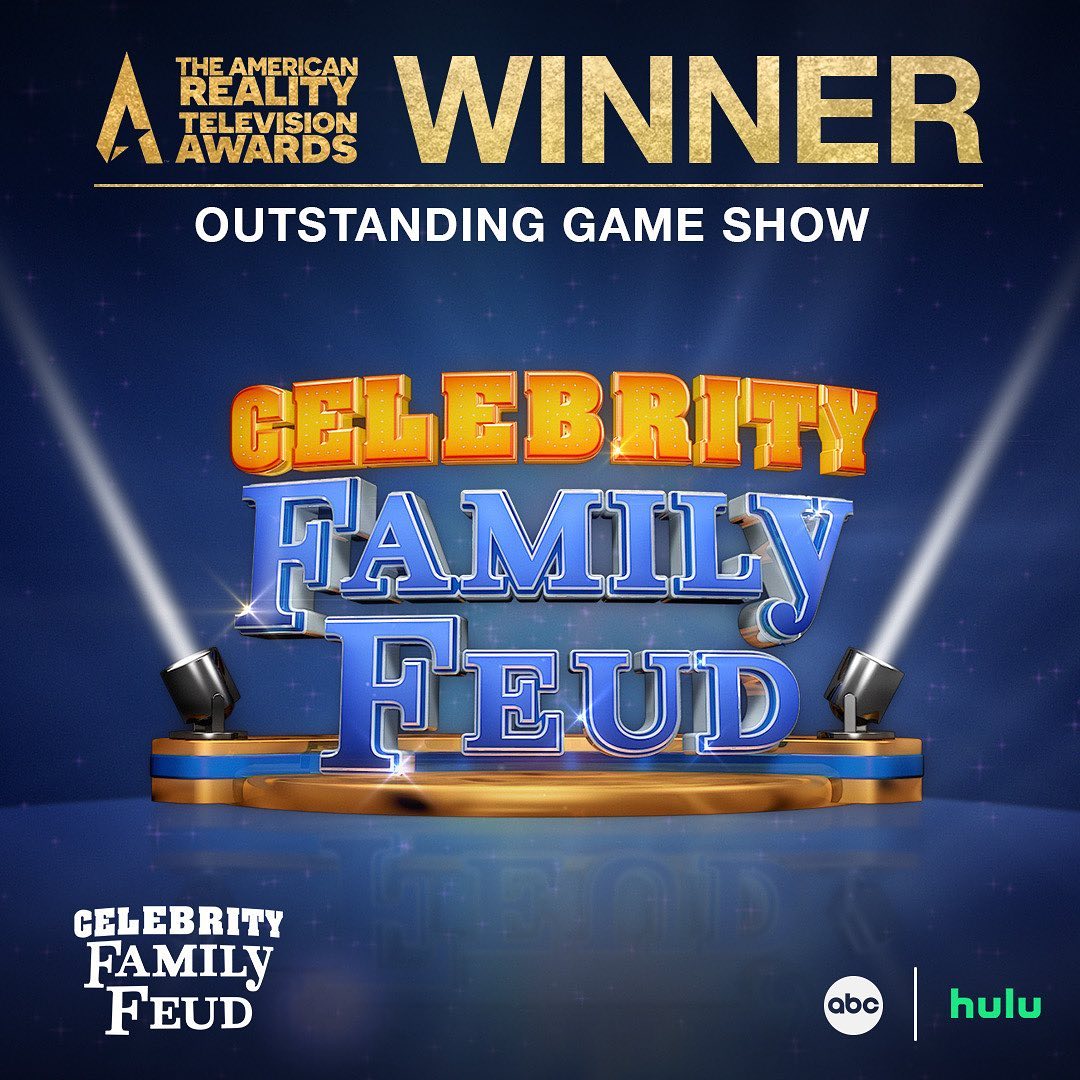 THE AMERICAN
REALITY
TELEVISION
AWARDS
WINNER
OUTSTANDING GAME SHOW
CELEBRITY
FAMILY
FEUD
CELEBRITY
FAMILY
FEUD
abc
hulu